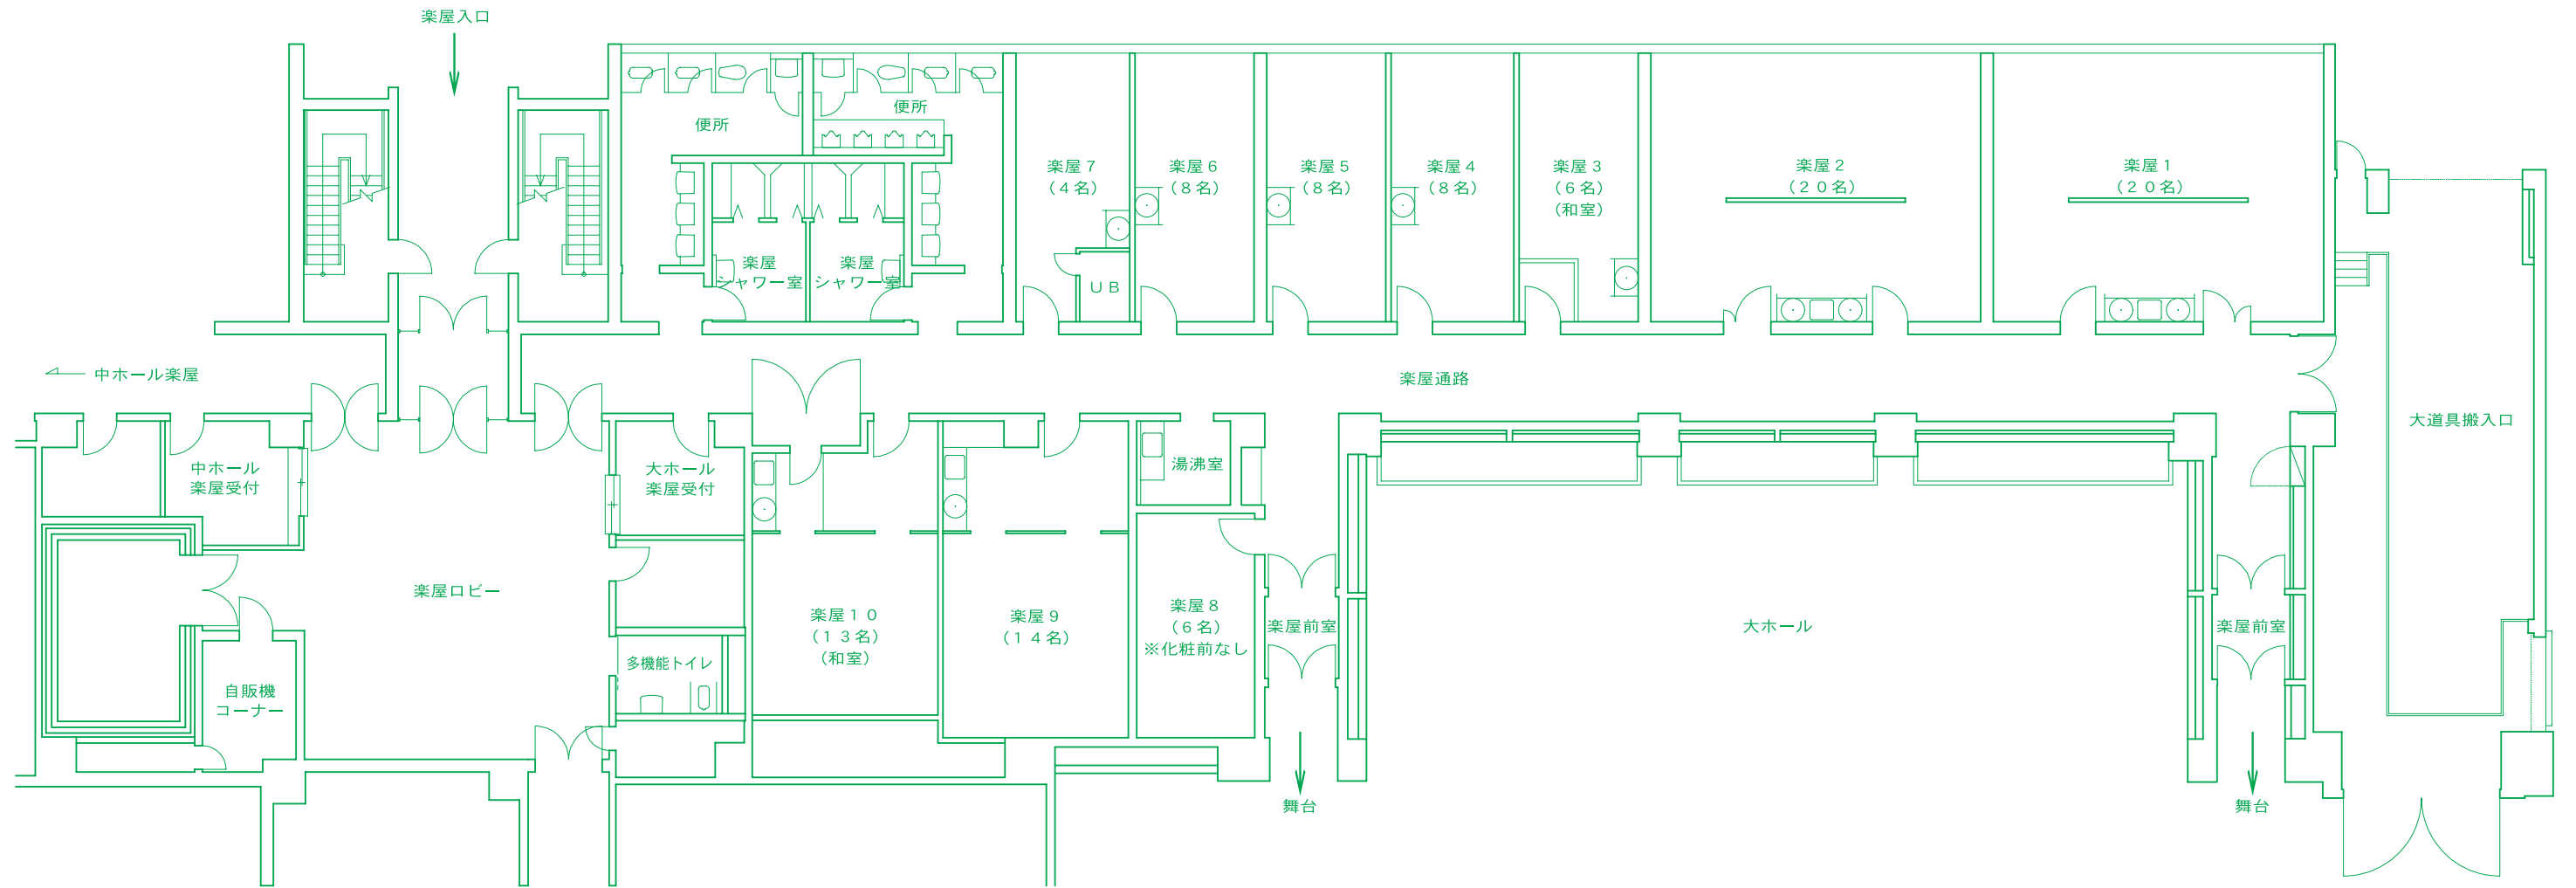 楽屋入口
便所
便所
楽屋7
(4名)
UB
楽屋6
(8名)
楽屋5
(8名)
楽屋4
(8名)
楽屋3
(6名)
(和室)
楽屋2
(20名)
楽屋1
(20名)
楽屋
シャワー室
楽屋
シャワー室
中ホール楽屋
楽屋通路
大道具搬入口
中ホール
楽屋受付
大ホール
楽屋受付
湯沸室
楽屋ロビー
楽屋10
(13名)
(和室)
楽屋9
(14名)
楽屋8
(6名)
※化粧前なし
楽屋前室
大ホール
楽屋前室
多機能トイレ
自販機
コーナー
舞台
舞台